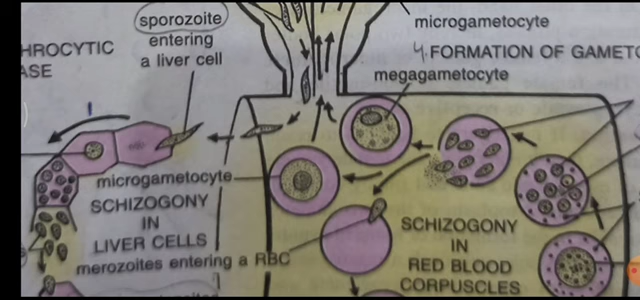 sporozoite
entering
a liver cell
HROCYTIC
ASE
microgametocyte
4. FORMATION OF GAMETO
megagametocyte
1
microgametocyte
SCHIZOGONY
IN
LIVER CELLS
merozoites entering a RBC
SCHIZOGONY
IN
RED BLOOD
CORPUSCLES